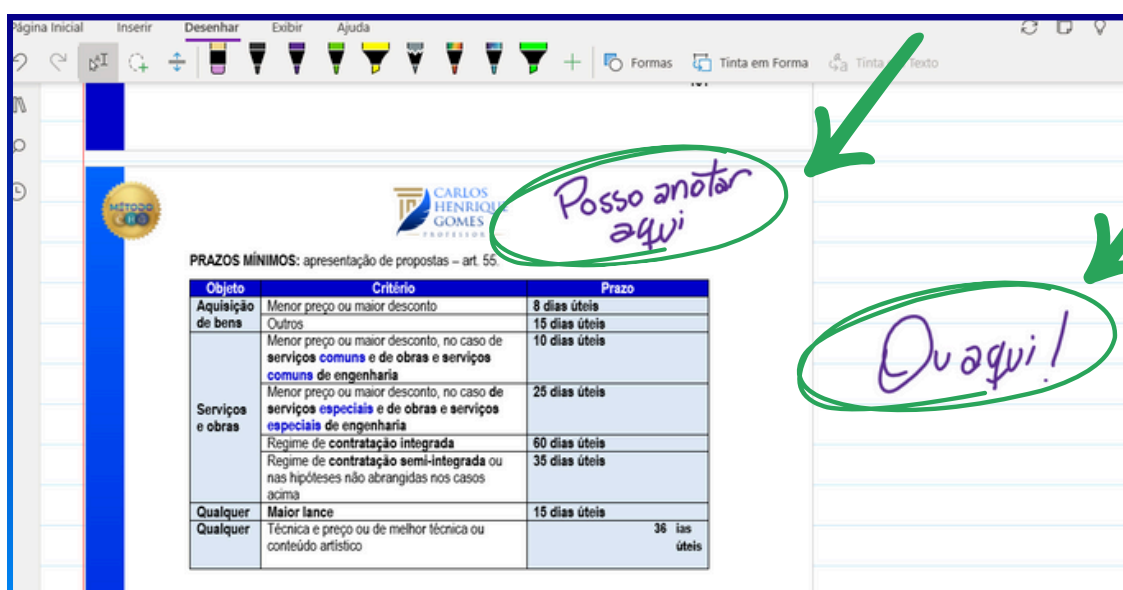 Página Inicial Inserir Desenhar Exibir Ajuda
Formas Tinta em Forma Tinta Texto
MÉTODO
CHG
CARLOS
HENRIQUE
GOMES
PROFESSOR
Posso anotar
aqui
PRAZOS MÍNIMOS: apresentação de propostas – art. 55.
Objeto Critério Prazo
Aquisição de bens Menor preço ou maior desconto 8 dias úteis
Outros 15 dias úteis
Menor preço ou maior desconto, no caso de 10 dias úteis
serviços comuns e de obras e serviços
comuns de engenharia
Menor preço ou maior desconto, no caso de 25 dias úteis
Serviços serviços especiais e de obras e serviços
e obras especiais de engenharia
Regime de contratação integrada 60 dias úteis
Regime de contratação semi-integrada ou 35 dias úteis
nas hipóteses não abrangidas nos casos
acima
Qualquer Maior lance 15 dias úteis
Qualquer Técnica e preço ou de melhor técnica ou 36 ias
conteúdo artístico úteis
Ou aqui!